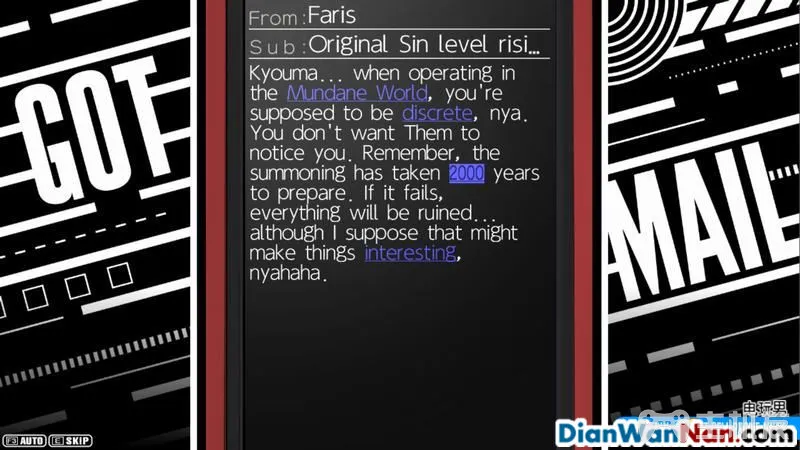 GOT
MAIL
From:Faris
Sub:Original Sin level risi...
Kyouma... when operating in
the Mundane World, you're
supposed to be discrete, nya.
You don't want Them to
notice you. Remember, the
summoning has taken 2000 years
to prepare. If it fails,
everything will be ruined...
although I suppose that might
make things interesting,
nyahaha.
F3 AUTO E SKIP
电玩男
DianWanNan.com